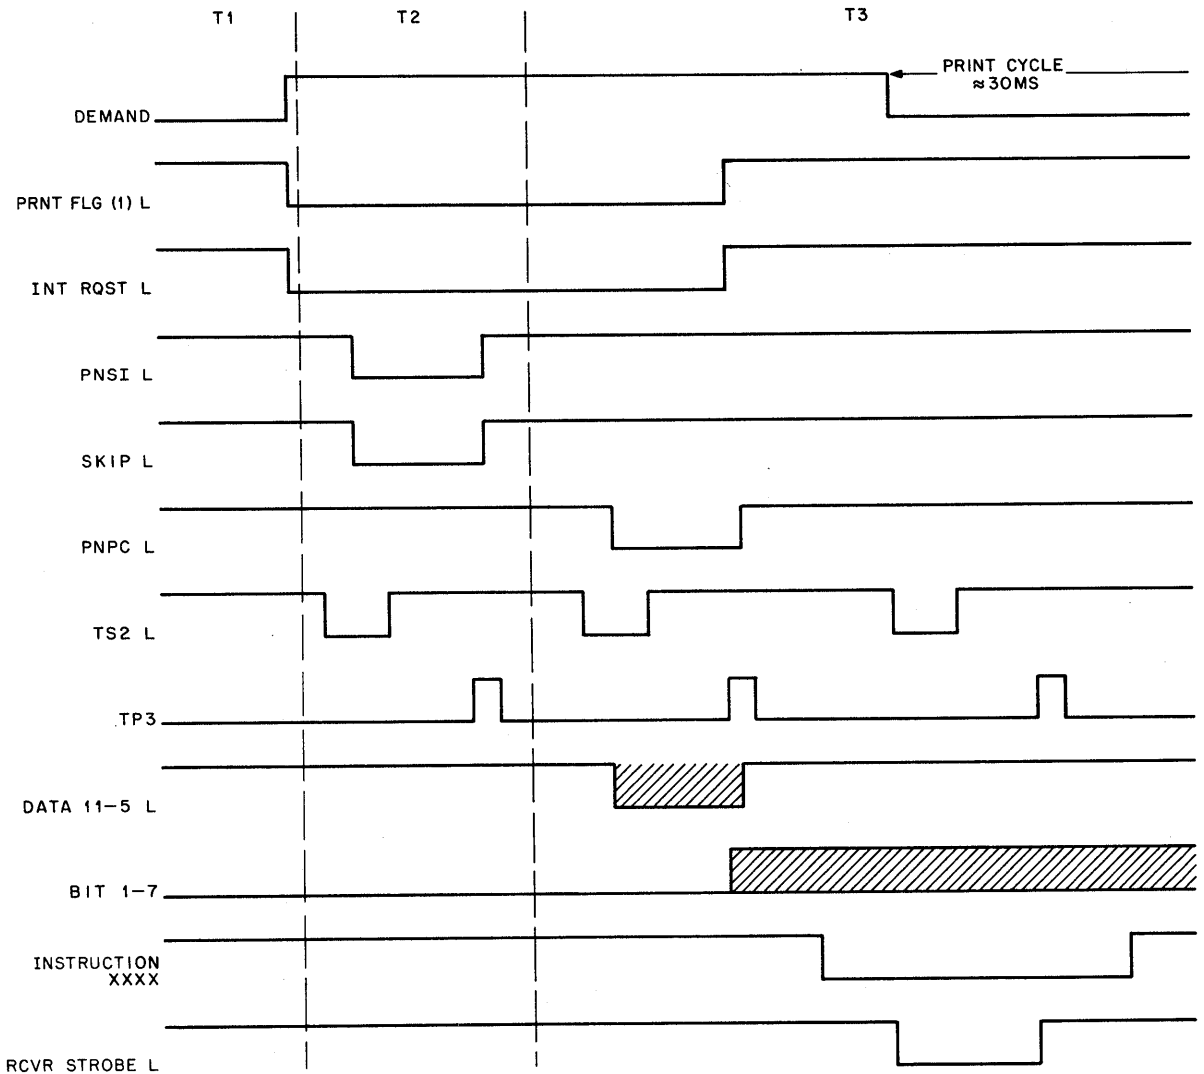 T1 T2 T3
PRINT CYCLE
≈30MS
DEMAND
PRNT FLG (1) L
INT RQST L
PNSI L
SKIP L
PNPC L
TS2 L
TP3
DATA 11-5 L
BIT 1-7
INSTRUCTION
XXXX
RCVR STROBE L